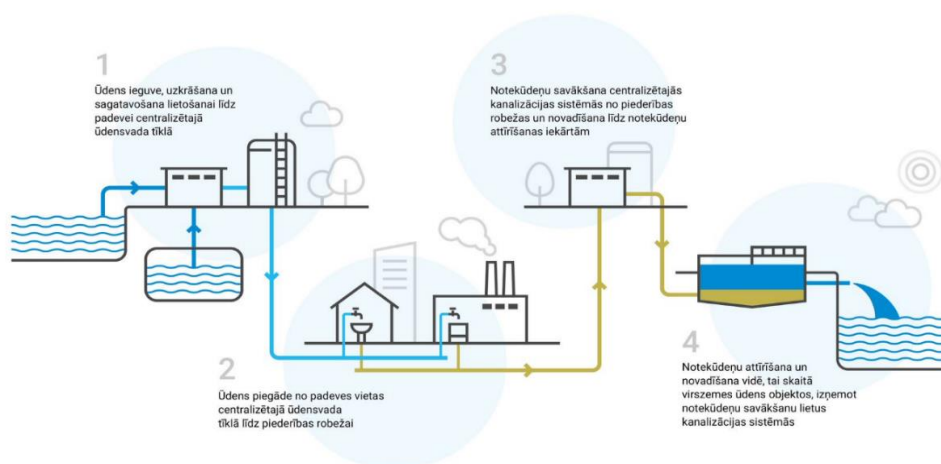 1
Ūdens ieguve, uzkrāšana un
sagatavošana lietošanai līdz
padevei centralizētajā
ūdensvada tīklā
2
Ūdens piegāde no padeves vietas
centralizētajā ūdensvada
tīklā līdz piederības robežai
3
Notekūdeņu savākšana centralizētajās
kanalizācijas sistēmās no piederības
robežas un novadīšana līdz notekūdeņu
attīrīšanas iekārtām
4
Notekūdeņu attīrīšana un
novadīšana vidē, tai skaitā
virszemes ūdens objektos, izņemot
notekūdeņu savākšanu lietus
kanalizācijas sistēmās